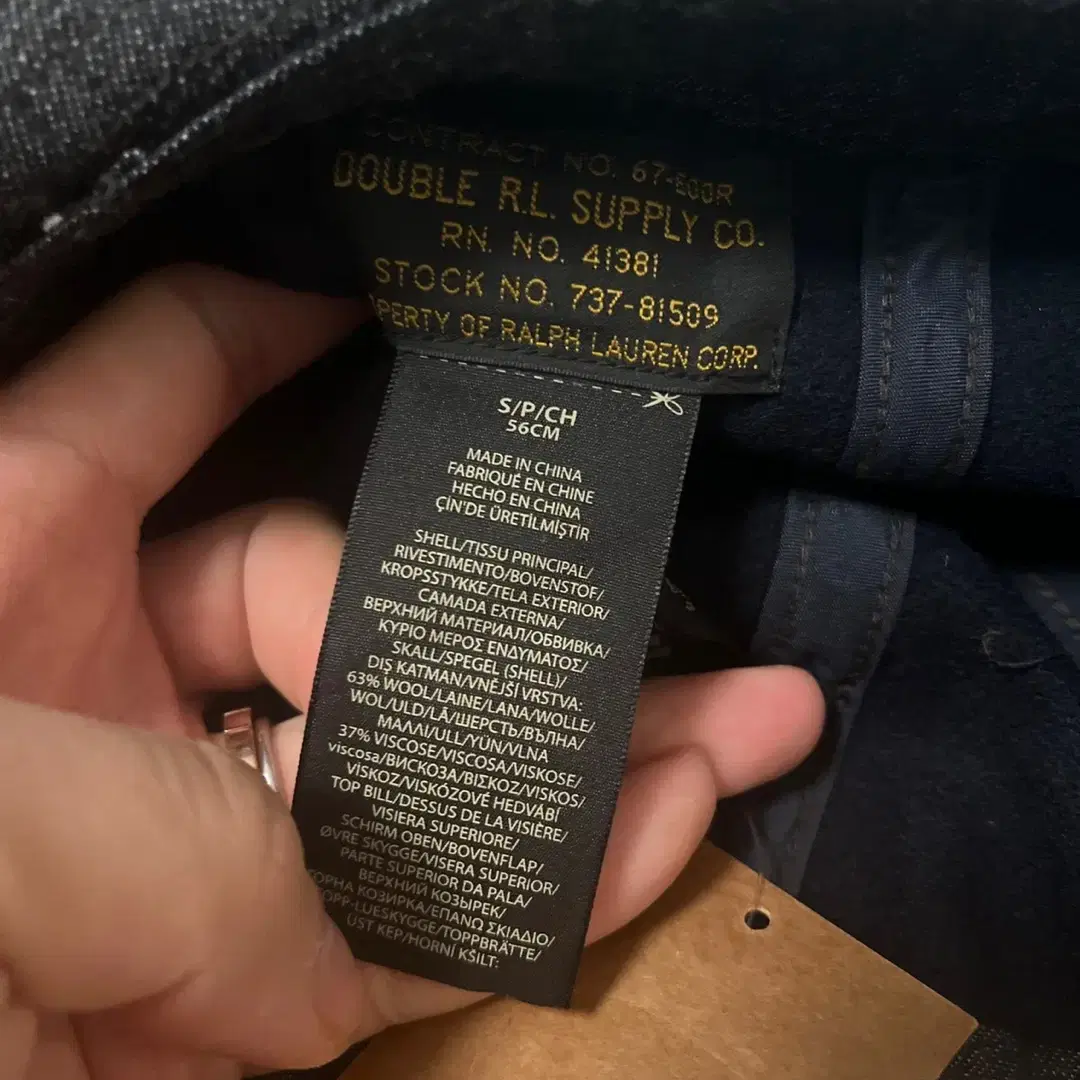 CONTRACT NO. 67-E00R
DOUBLE R.L. SUPPLY CO.
RN. NO. 41381
STOCK NO. 737-81509
PERTY OF RALPH LAUREN CORP.
S/P/CH
56CM
MADE IN CHINA
FABRIQUÉ EN CHINE
HECHO EN CHINA
ÇİN'DE ÜRETİLMİŞTİR
SHELL/TISSU PRINCIPAL/
RIVESTIMENTO/BOVENSTOF/
KROPSSTYKKE/TELA EXTERIOR/
CAMADA EXTERNA/
ВЕРХНИЙ МАТЕРИАЛ/ОБВИВКА/
ΚΥΡΙΟ ΜΕΡΟΣ ΕΝΔΥΜΑΤΟΣ/
SKALL/SPEGEL (SHELL)/
DIŞ KATMAN/VNĚJŠÍ VRSTVA:
63% WOOL/LAINE/LANA/WOLLE/
WOL/ULD/LÃ/ШЕРСТЬ/ВЪЛНА/
ΜΑΛΛΙ/ULL/YÜN/VLNA
37% VISCOSE/VISCOSA/VISKOSE/
viscosa/ВИСКОЗА/ΒΙΣΚΟΖ/VISKOS/
VİSKOZ/VISKÓZOVÉ HEDVÁBÍ
TOP BILL/DESSUS DE LA VISIÈRE/
VISIERA SUPERIORE/
SCHIRM OBEN/BOVENFLAP/
ØVRE SKYGGE/VISERA SUPERIOR/
PARTE SUPERIOR DA PALA/
ВЕРХНИЙ КОЗЫРЕК/
ГОРНА КОЗИРКА/ΕΠΑΝΩ ΣΚΙΑΔΙΟ/
TOPP-LUESKYGGE/TOPPBRÄTTE/
ÜST KEP/HORNÍ KŠILT: